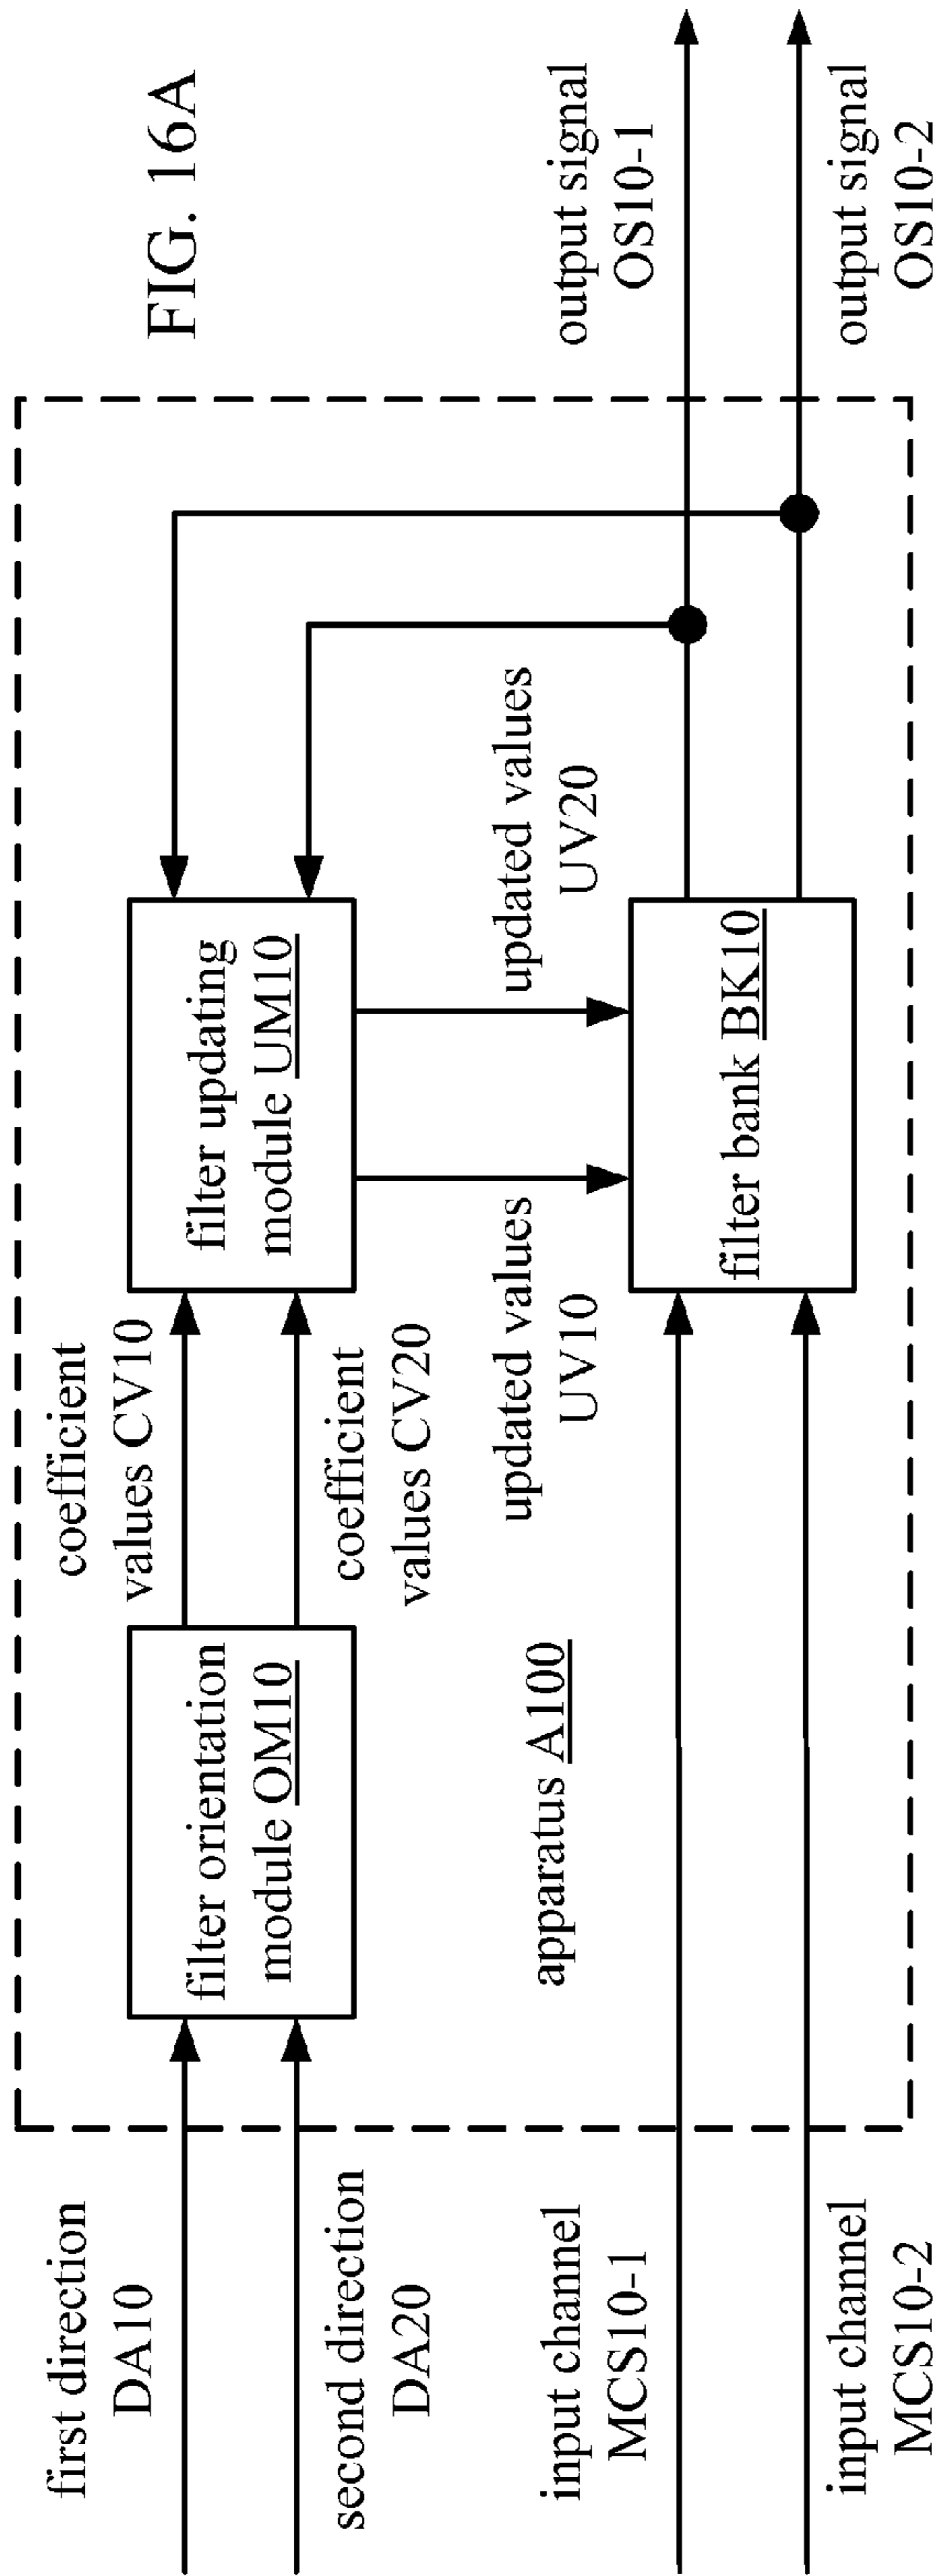 FIG. 16A
first direction
DA10
second direction
DA20
filter orientation
module OM10
coefficient
values CV10
coefficient
values CV20
filter updating
module UM10
apparatus A100
updated values
UV10
updated values
UV20
input channel
MCS10-1
input channel
MCS10-2
filter bank BK10
output signal
OS10-1
output signal
OS10-2